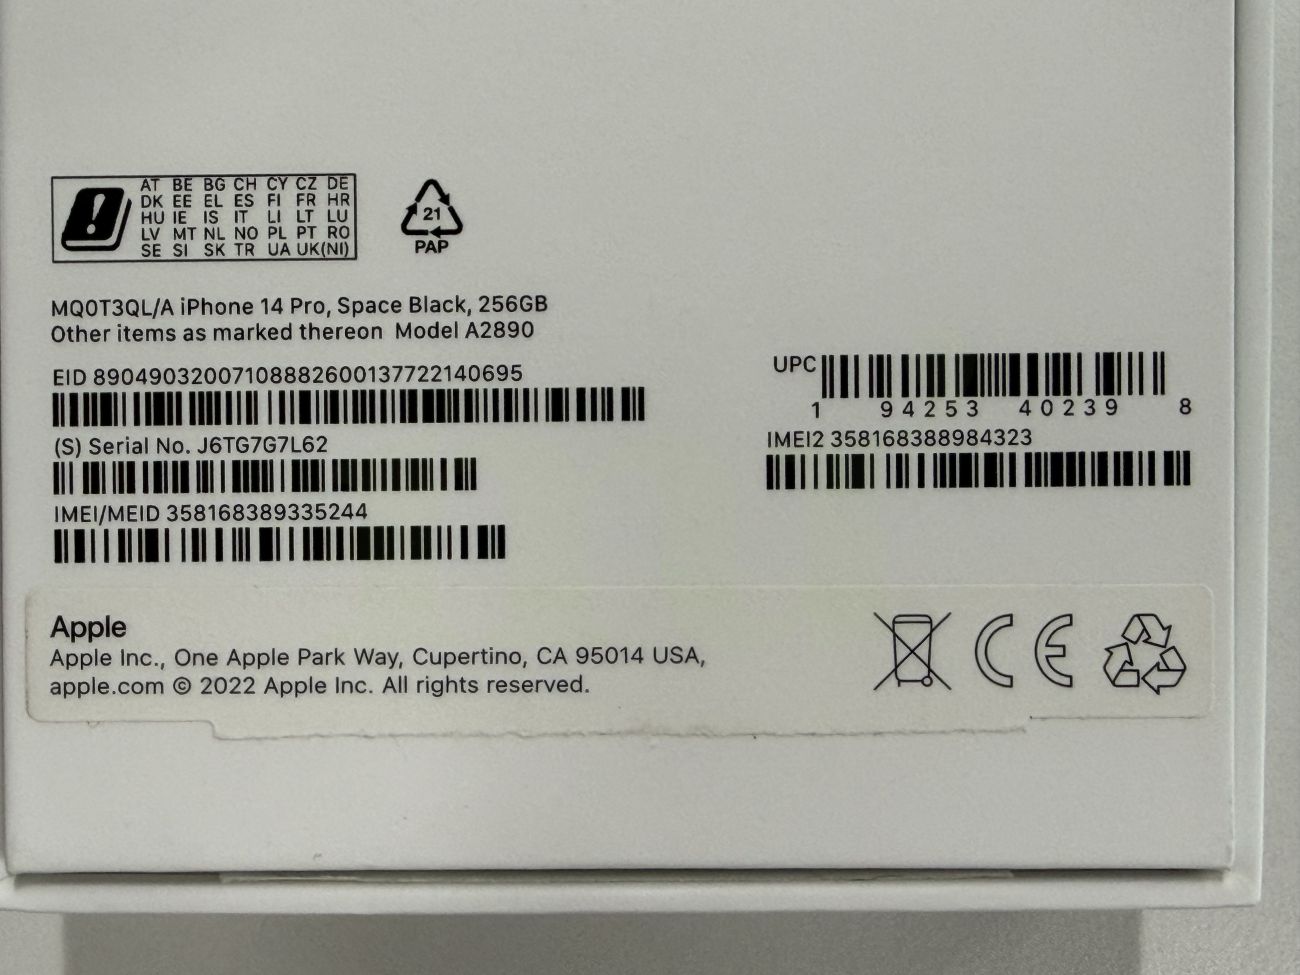 AT BE BG CH CY CZ DE
DK EE EL ES FI FR HR
HU IE IS IT LI LT LU
LV MT NL NO PL PT RO
SE SI SK TR UA UK(NI)
21
PAP
MQ0T3QL/A iPhone 14 Pro, Space Black, 256GB
Other items as marked thereon Model A2890
EID 89049032007108882600137722140695
(S) Serial No. J6TG7G7L62
IMEI/MEID 358168389335244
UPC
1 94253 40239 8
IMEI2 358168388984323
Apple
Apple Inc., One Apple Park Way, Cupertino, CA 95014 USA,
apple.com © 2022 Apple Inc. All rights reserved.
CE